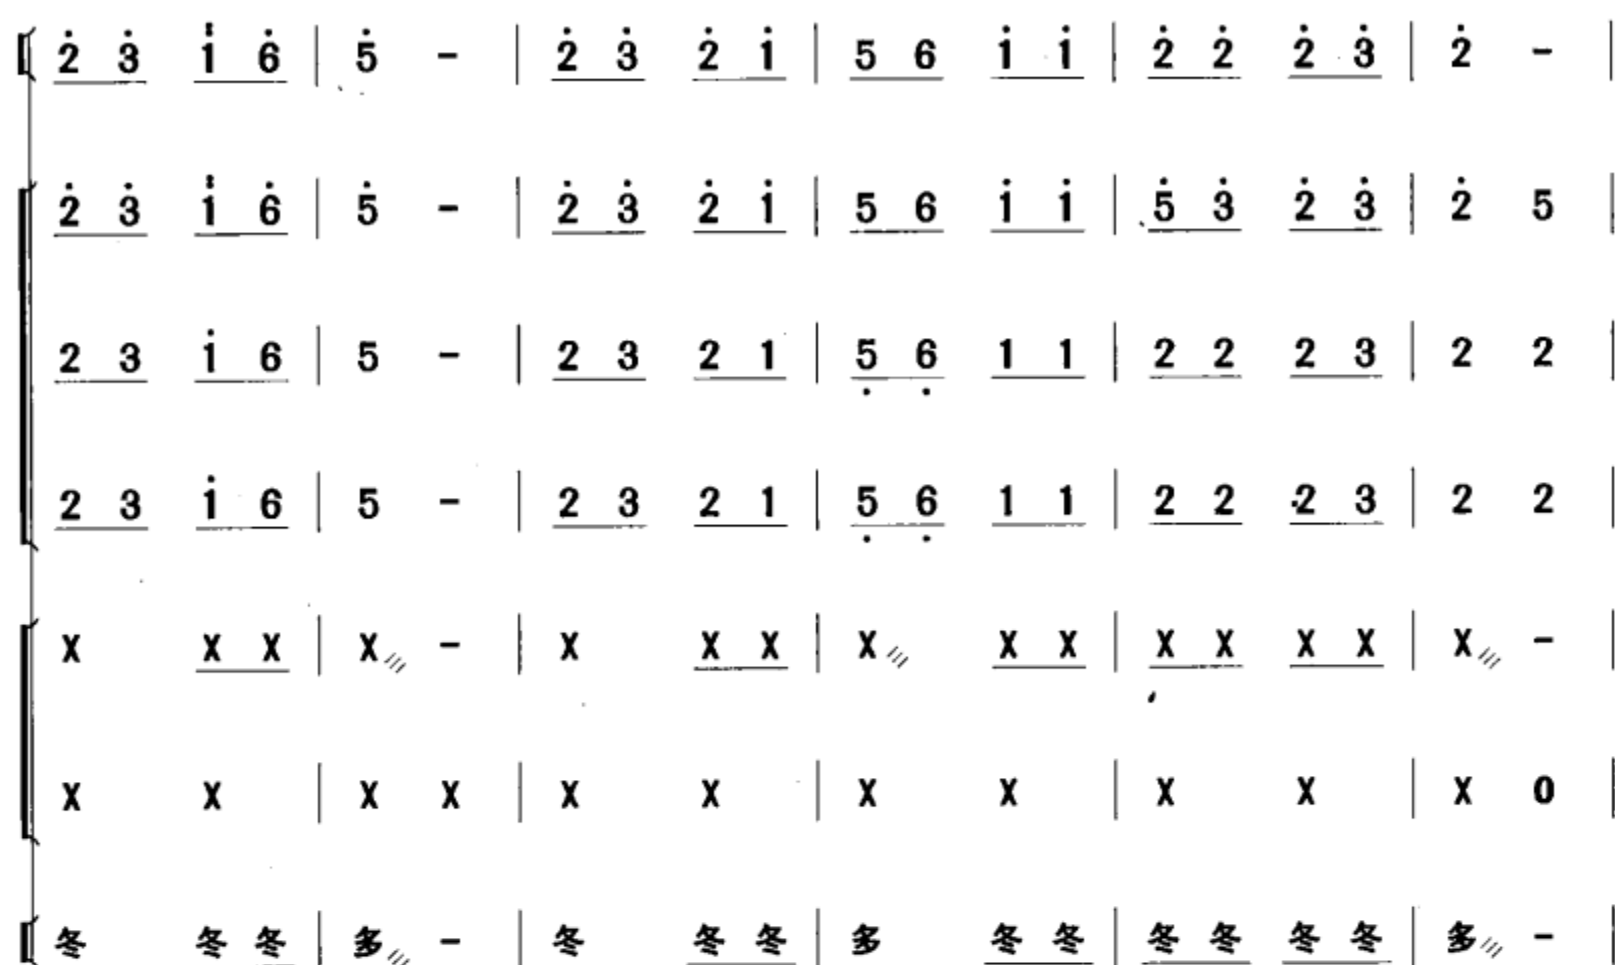 2̇ 3̇ 1̈ 6̇ | 5̇ - | 2̇ 3̇ 2̇ 1̇ | 5 6 1̇ 1̇ | 2̇ 2̇ 2̇ 3̇ | 2̇ - |
2̇ 3̇ 1̈ 6̇ | 5̇ - | 2̇ 3̇ 2̇ 1̇ | 5 6 1̇ 1̇ | 5̇ 3̇ 2̇ 3̇ | 2̇ 5 |
2 3 1̇ 6 | 5 - | 2 3 2 1 | 5̣ 6̣ 1 1 | 2 2 2 3 | 2 2 |
2 3 1̇ 6 | 5 - | 2 3 2 1 | 5̣ 6̣ 1 1 | 2 2 2 3 | 2 2 |
X X X | X/// - | X X X | X/// X X | X X X X | X/// - |
X X | X X | X X | X X | X X | X 0 |
冬 冬 冬 | 多/// - | 冬 冬 冬 | 多 冬 冬 | 冬 冬 冬 冬 | 多/// - |